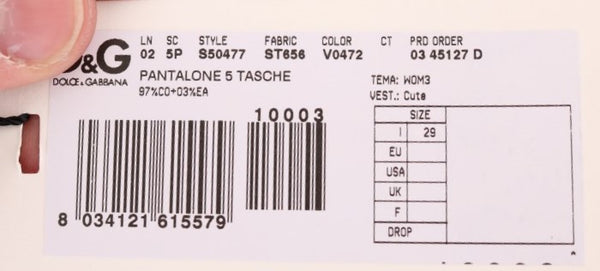 LN SC STYLE FABRIC COLOR CT PRD ORDER
02 5P S50477 ST656 V0472 03 45127 D
D&G
DOLCE & GABBANA
PANTALONE 5 TASCHE
97%CO+03%EA
TEMA: WOM3
VEST.: Cute
10003
SIZE
I 29
EU
USA
UK
F
DROP
8 034121 615579